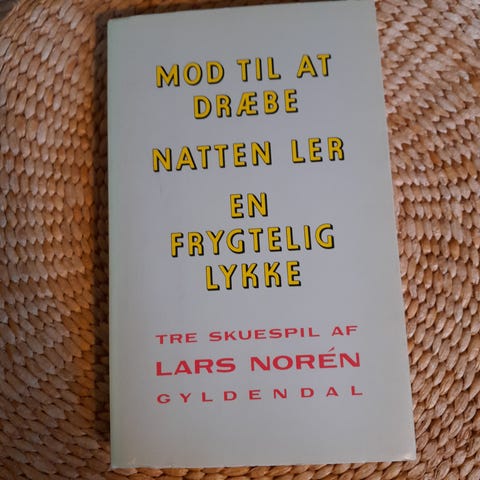 MOD TIL AT
DRÆBE
NATTEN LER
EN
FRYGTELIG
LYKKE
TRE SKUESPIL AF
LARS NORÉN
GYLDENDAL